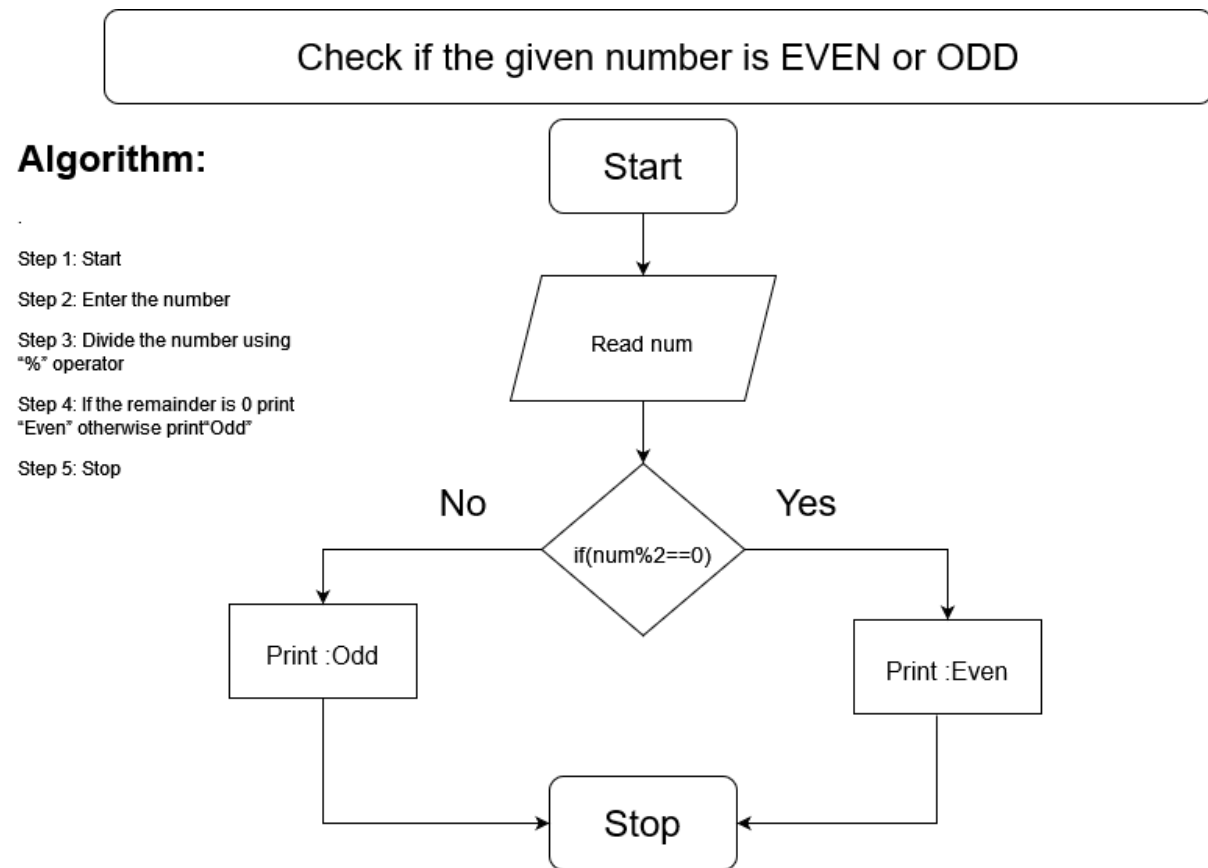 Check if the given number is EVEN or ODD
Algorithm:
.
Step 1: Start
Step 2: Enter the number
Step 3: Divide the number using
“%” operator
Step 4: If the remainder is 0 print
“Even” otherwise print“Odd”
Step 5: Stop
Start
Read num
No
Yes
if(num%2==0)
Print :Odd
Print :Even
Stop